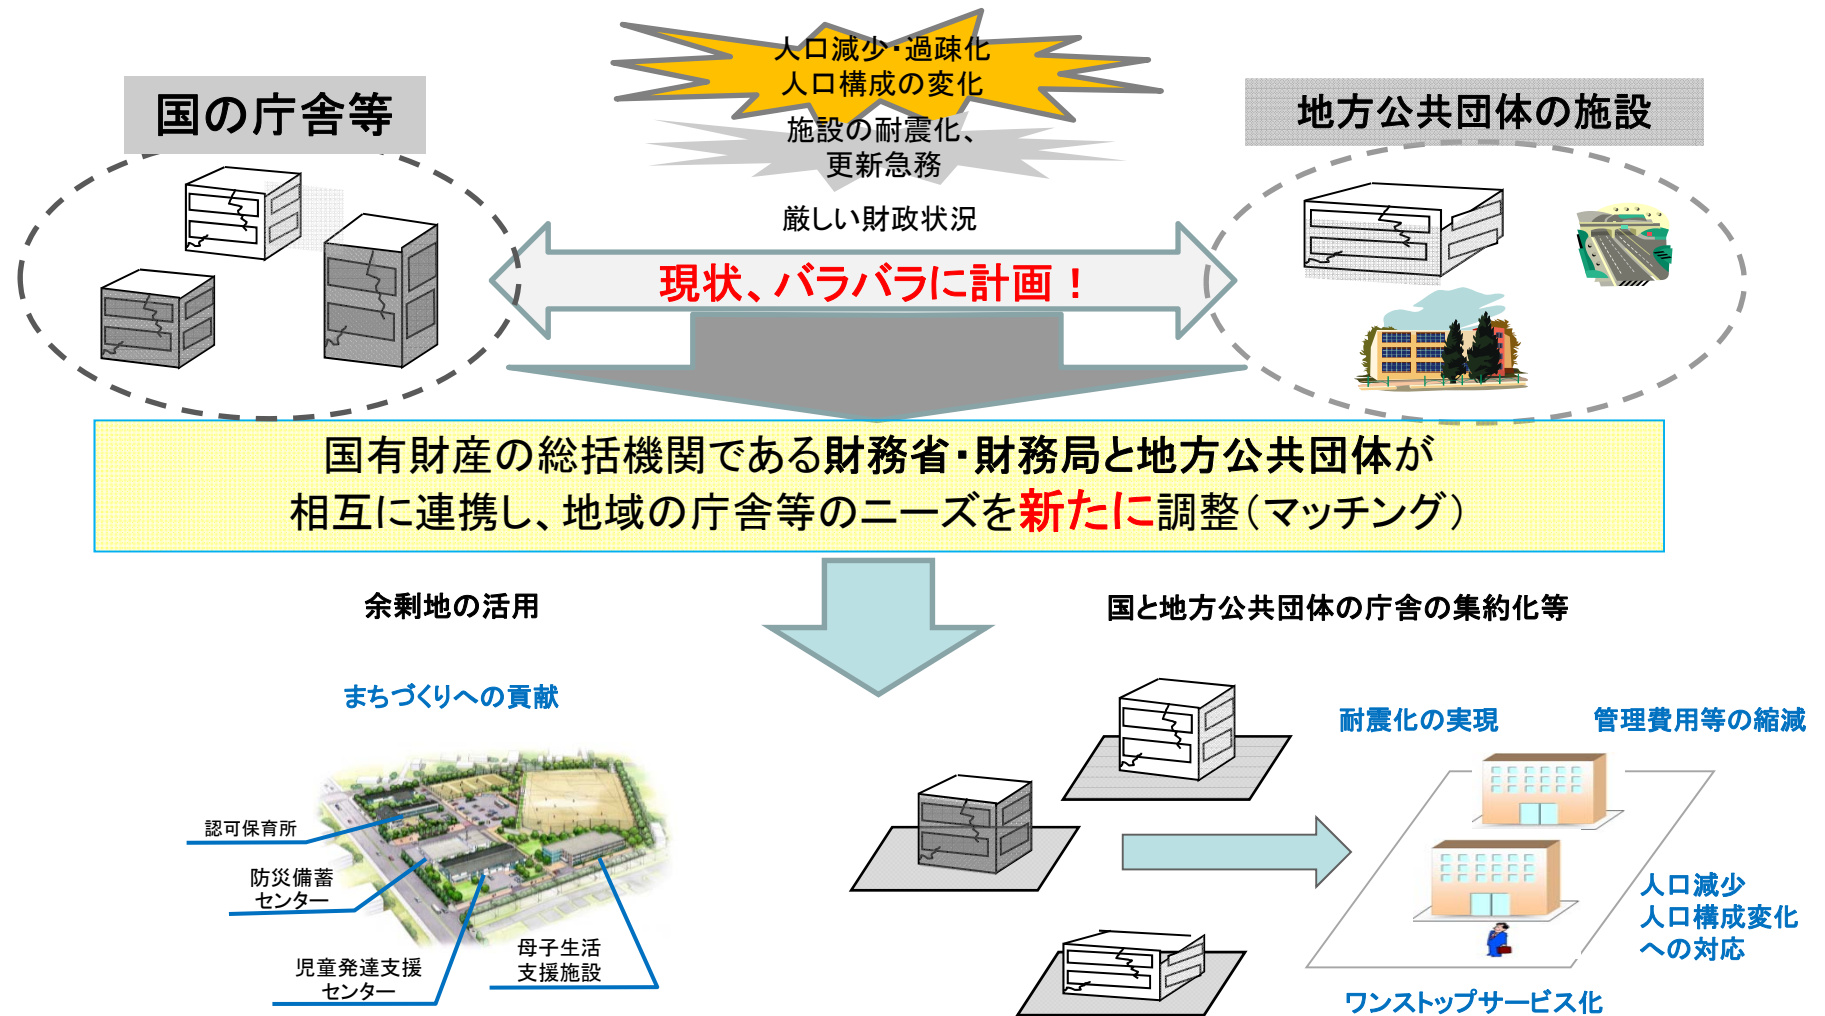 人口減少・過疎化
人口構成の変化
国の庁舎等
地方公共団体の施設
施設の耐震化、
更新急務
厳しい財政状況
現状、バラバラに計画！
国有財産の総括機関である財務省・財務局と地方公共団体が
相互に連携し、地域の庁舎等のニーズを新たに調整（マッチング）
余剰地の活用
国と地方公共団体の庁舎の集約化等
まちづくりへの貢献
耐震化の実現
管理費用等の縮減
認可保育所
防災備蓄
センター
児童発達支援
センター
母子生活
支援施設
人口減少
人口構成変化
への対応
ワンストップサービス化